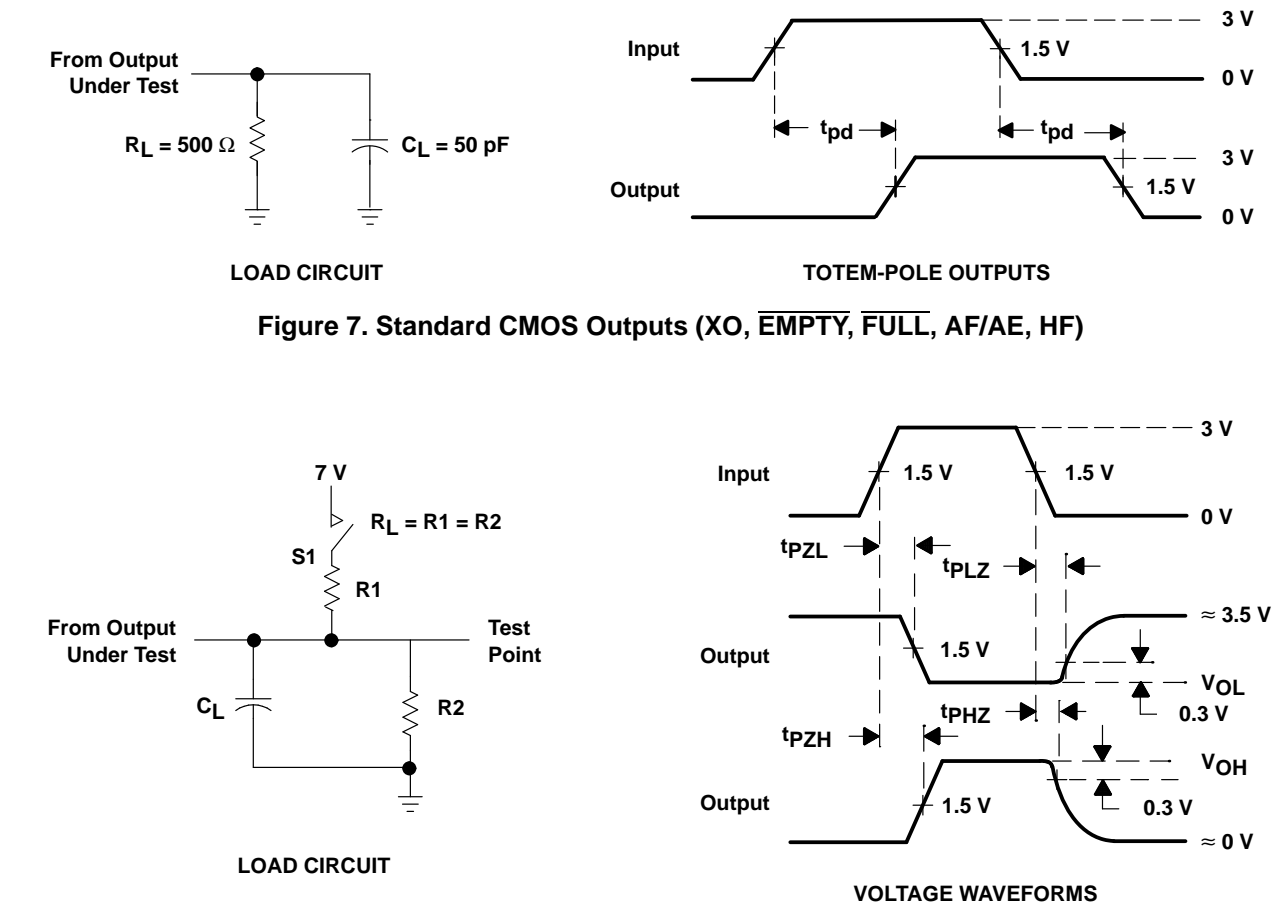 From Output
Under Test
RL = 500 Ω
CL = 50 pF
LOAD CIRCUIT
Input
1.5 V
3 V
0 V
tpd
tpd
Output
3 V
1.5 V
0 V
TOTEM-POLE OUTPUTS
Figure 7. Standard CMOS Outputs (XO, EMPTY, FULL, AF/AE, HF)
7 V
RL = R1 = R2
S1
R1
From Output
Under Test
Test
Point
CL
R2
LOAD CIRCUIT
3 V
Input
1.5 V
1.5 V
0 V
tPZL
tPLZ
≈ 3.5 V
Output
1.5 V
VOL
0.3 V
tPHZ
tPZH
VOH
Output
1.5 V
0.3 V
≈ 0 V
VOLTAGE WAVEFORMS